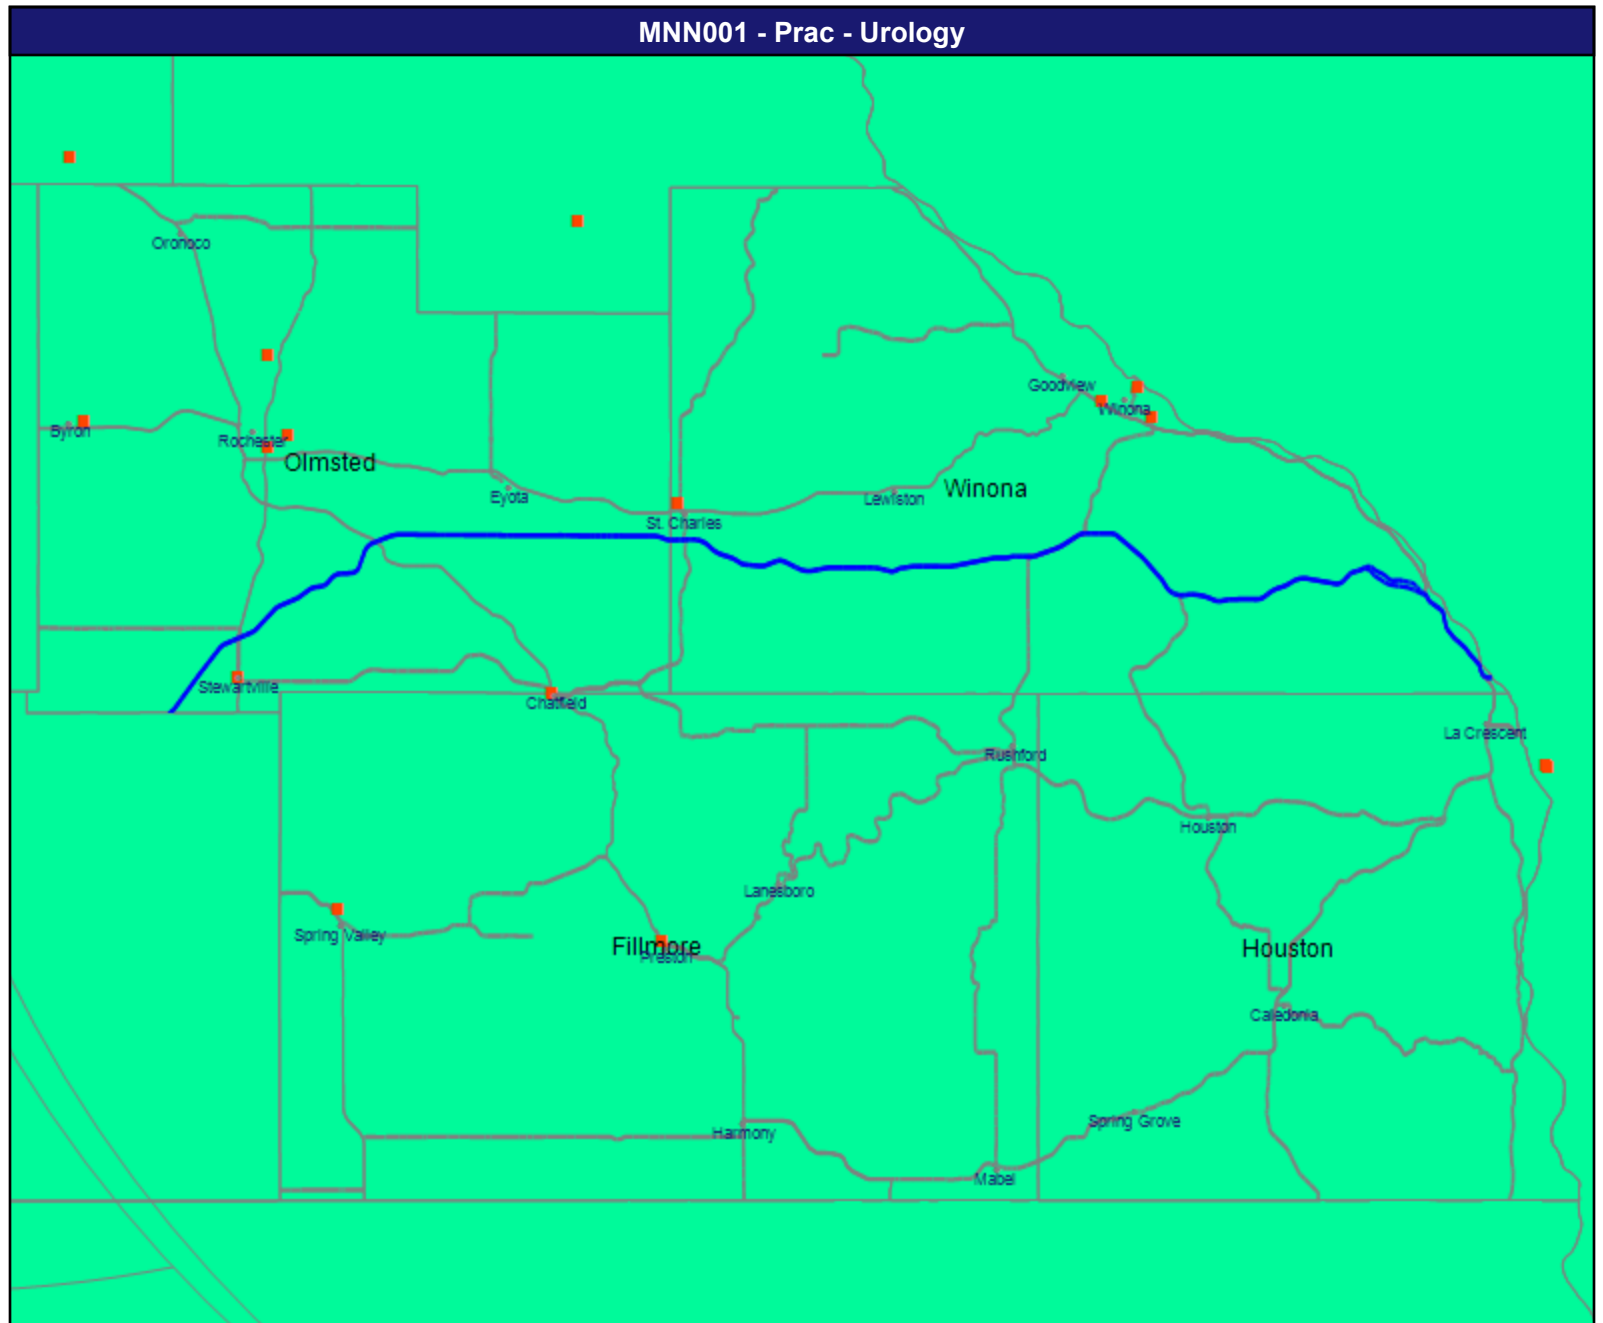 MNN001 - Prac - Urology
Oronoco
Goodview
Winona
Byron
Rochester
Olmsted
Eyota
Lewiston
Winona
St. Charles
Stewartville
Chatfield
La Crescent
Rushford
Houston
Lanesboro
Spring Valley
Fillmore
Preston
Houston
Caledonia
Spring Grove
Harmony
Mabel